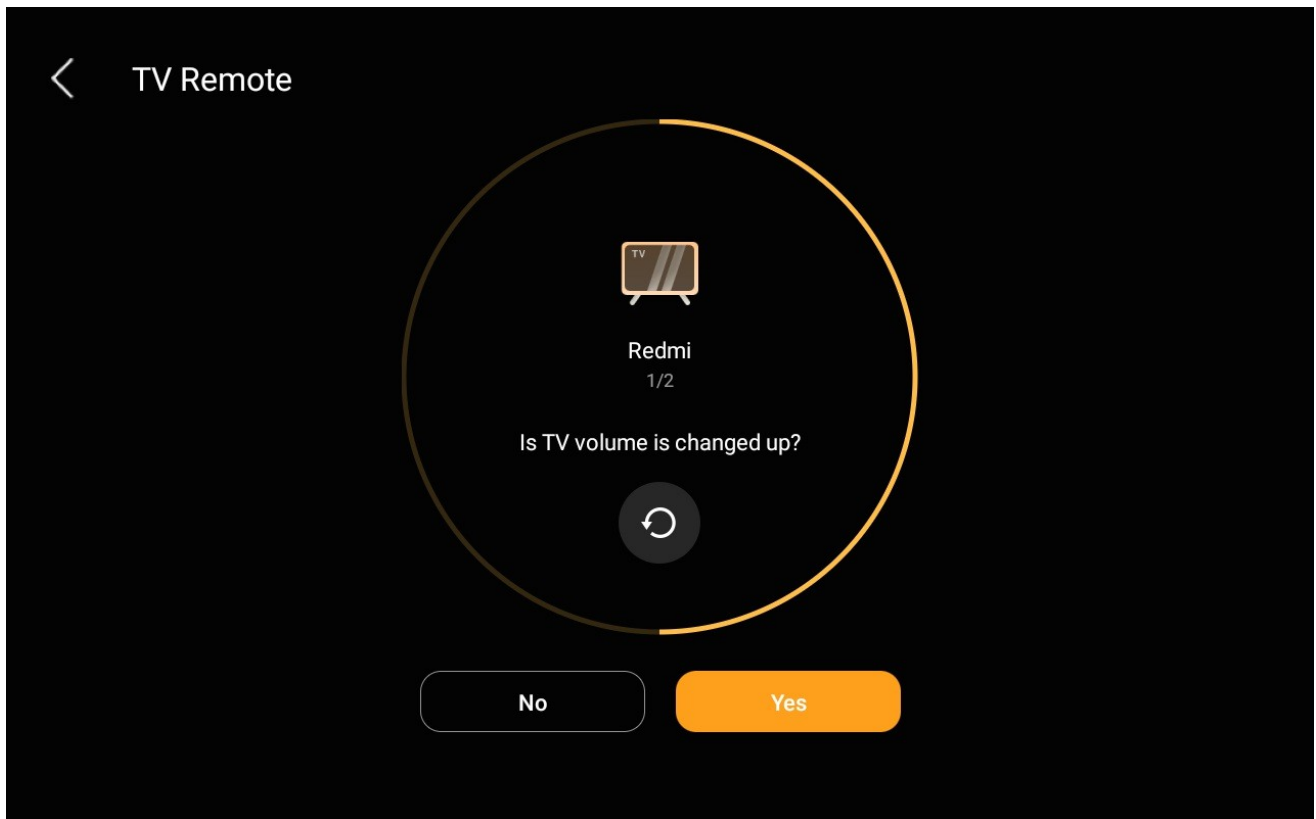 TV Remote
TV
Redmi
1/2
Is TV volume is changed up?
No
Yes